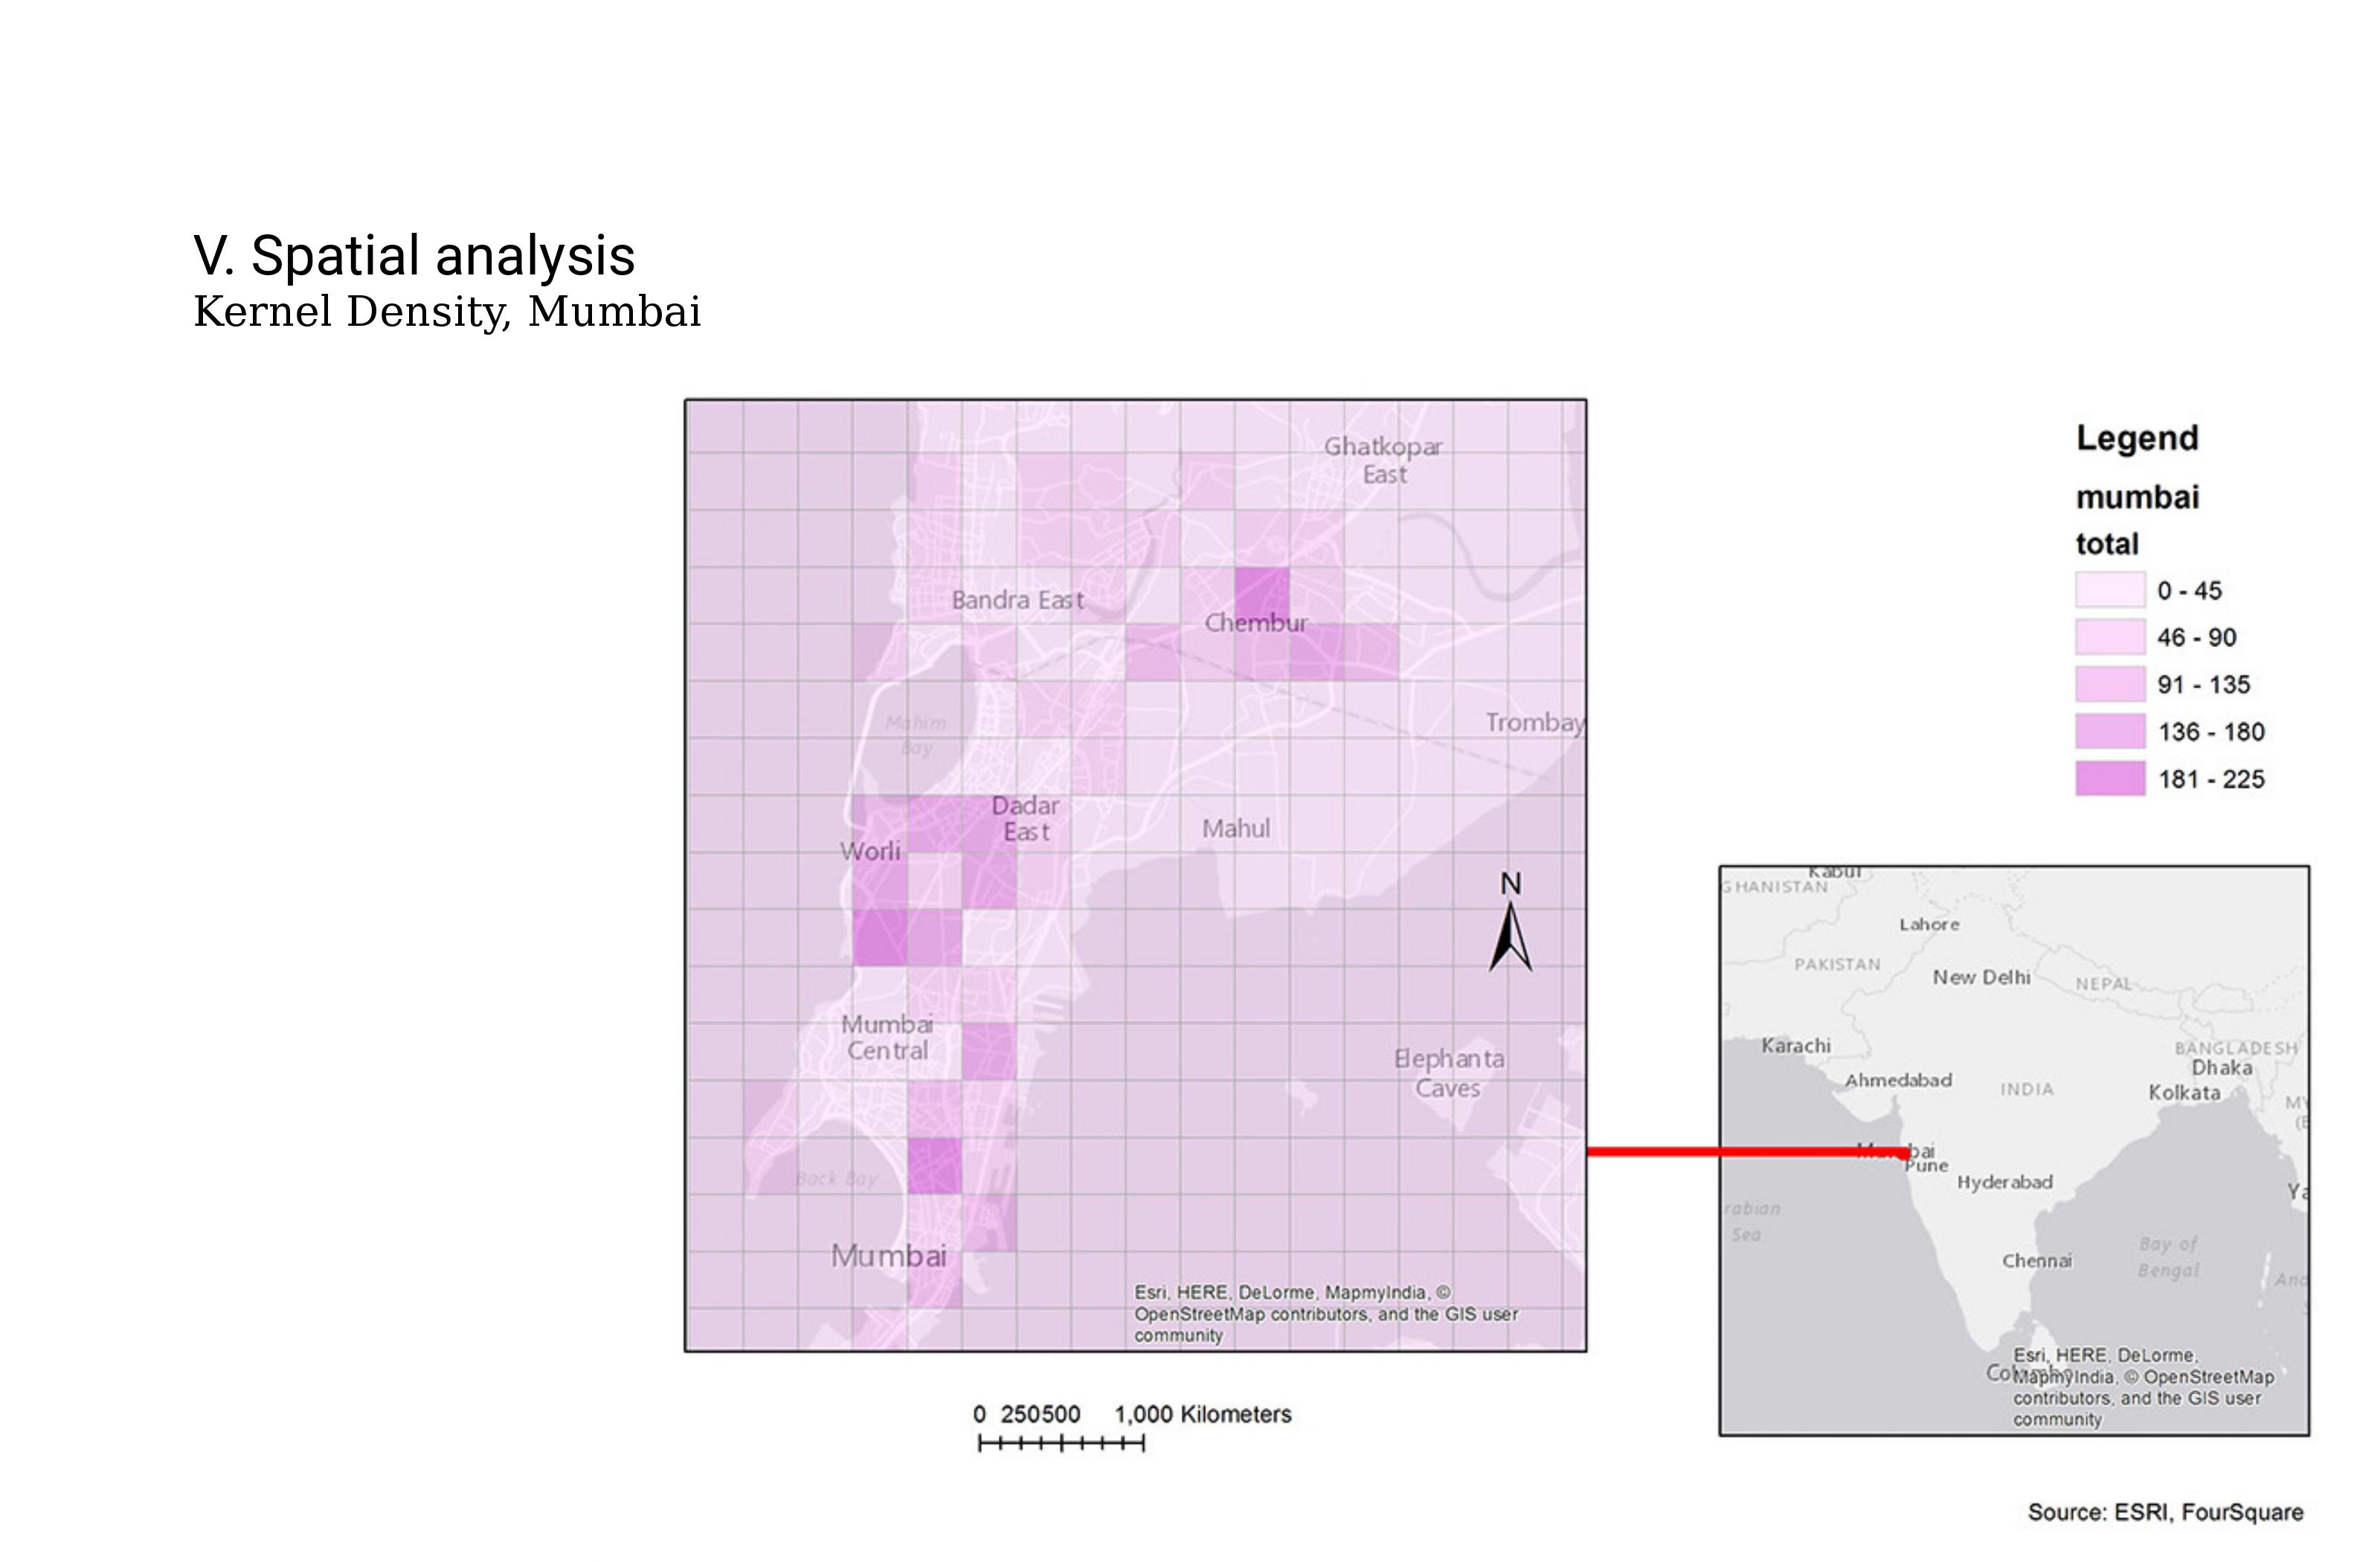 V. Spatial analysis
Kernel Density, Mumbai
Ghatkopar
East
Bandra East
Chembur
Mahim
Bay
Trombay
Dadar
East
Mahul
Worli
N
Mumbai
Central
Elephanta
Caves
Back Bay
Mumbai
Esri, HERE, DeLorme, MapmyIndia, ©
OpenStreetMap contributors, and the GIS user
community
0 250500 1,000 Kilometers
Legend
mumbai
total
0 - 45
46 - 90
91 - 135
136 - 180
181 - 225
Kabul
GHANISTAN
Lahore
PAKISTAN
New Delhi
NEPAL
Karachi
BANGLADESH
Dhaka
Ahmedabad
INDIA
Kolkata
MY
(B
Pune
Hyderabad
Ya
rabian
Sea
Bay of
Bengal
Chennai
And
Esri, HERE, DeLorme,
MapmyIndia, © OpenStreetMap
contributors, and the GIS user
community
Source: ESRI, FourSquare